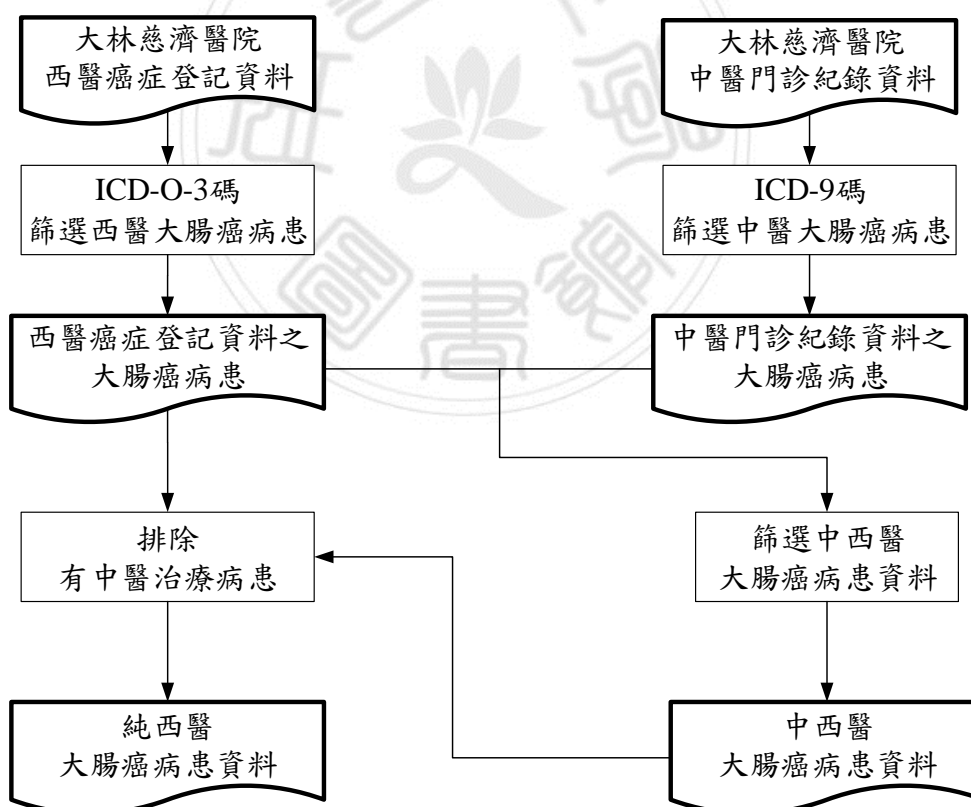 大林慈濟醫院
西醫癌症登記資料
大林慈濟醫院
中醫門診紀錄資料
ICD-O-3碼
篩選西醫大腸癌病患
ICD-9碼
篩選中醫大腸癌病患
西醫癌症登記資料之
大腸癌病患
中醫門診紀錄資料之
大腸癌病患
排除
有中醫治療病患
篩選中西醫
大腸癌病患資料
純西醫
大腸癌病患資料
中西醫
大腸癌病患資料